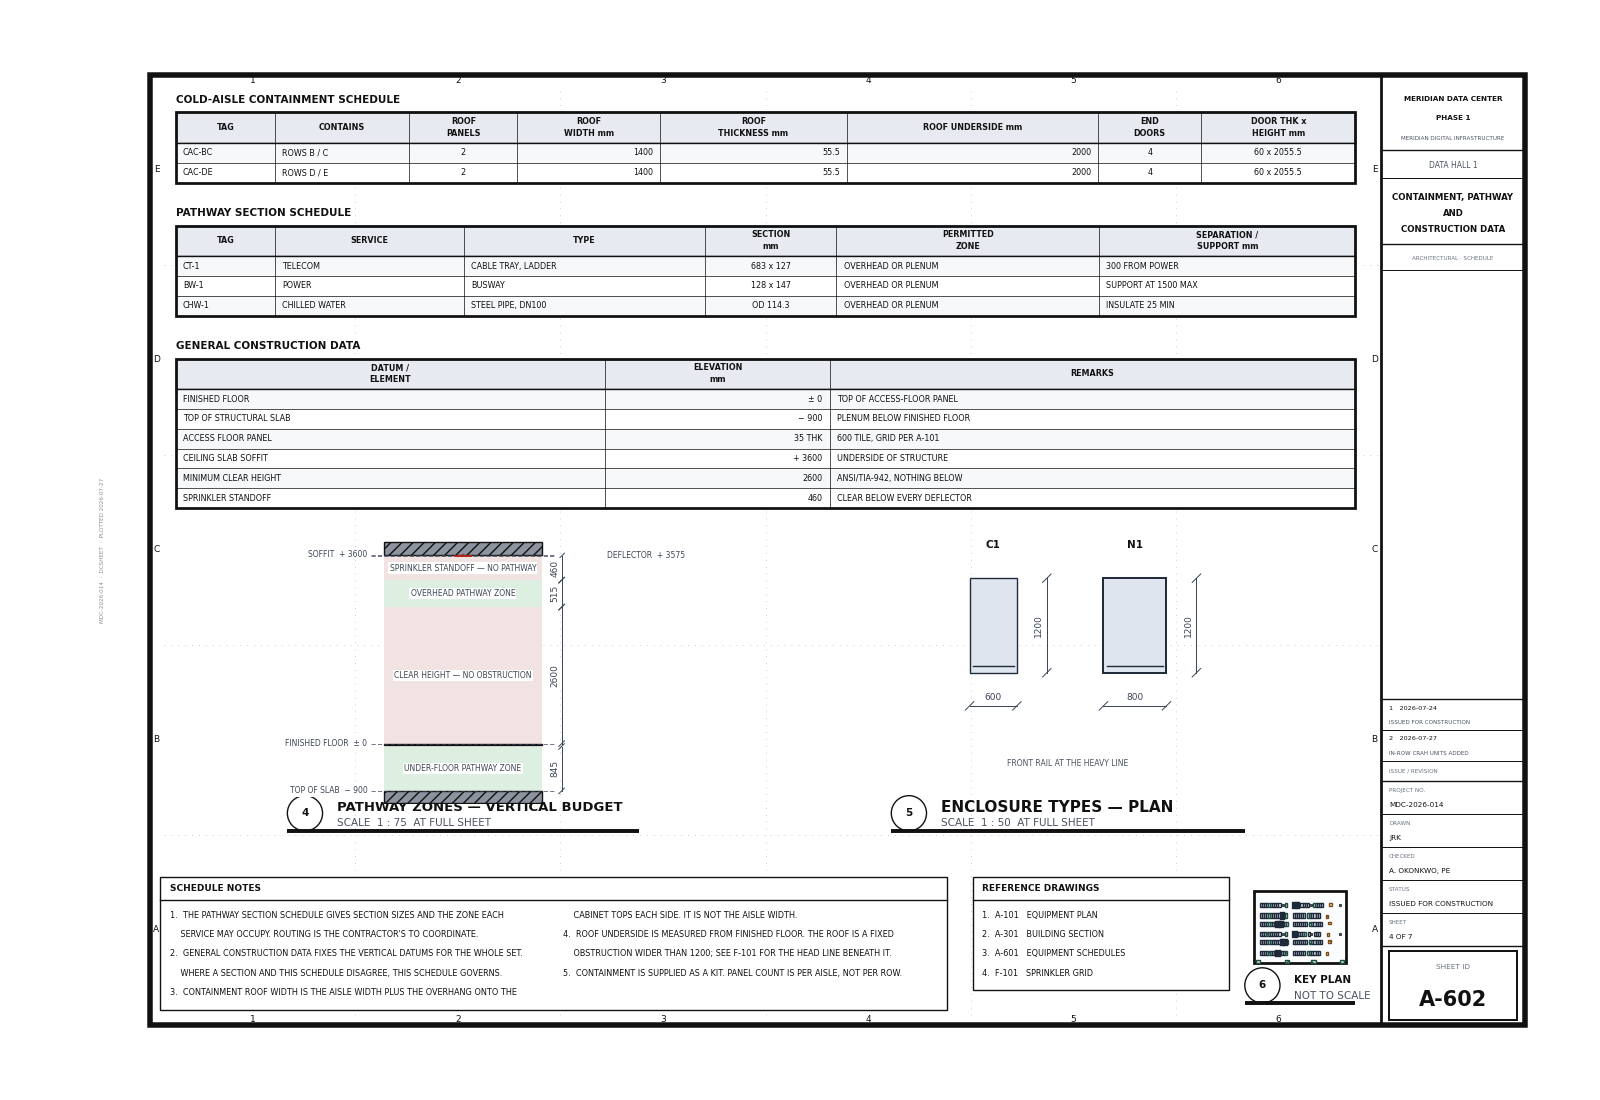 1 2 3 4 5 6
COLD-AISLE CONTAINMENT SCHEDULE
TAG CONTAINS ROOF PANELS ROOF WIDTH mm ROOF THICKNESS mm ROOF UNDERSIDE mm END DOORS DOOR THK x HEIGHT mm
CAC-BC ROWS B / C 2 1400 55.5 2000 4 60 x 2055.5
CAC-DE ROWS D / E 2 1400 55.5 2000 4 60 x 2055.5
PATHWAY SECTION SCHEDULE
TAG SERVICE TYPE SECTION mm PERMITTED ZONE SEPARATION / SUPPORT mm
CT-1 TELECOM CABLE TRAY, LADDER 683 x 127 OVERHEAD OR PLENUM 300 FROM POWER
BW-1 POWER BUSWAY 128 x 147 OVERHEAD OR PLENUM SUPPORT AT 1500 MAX
CHW-1 CHILLED WATER STEEL PIPE, DN100 OD 114.3 OVERHEAD OR PLENUM INSULATE 25 MIN
GENERAL CONSTRUCTION DATA
DATUM / ELEMENT ELEVATION mm REMARKS
FINISHED FLOOR ± 0 TOP OF ACCESS-FLOOR PANEL
TOP OF STRUCTURAL SLAB − 900 PLENUM BELOW FINISHED FLOOR
ACCESS FLOOR PANEL 35 THK 600 TILE, GRID PER A-101
CEILING SLAB SOFFIT + 3600 UNDERSIDE OF STRUCTURE
MINIMUM CLEAR HEIGHT 2600 ANSI/TIA-942, NOTHING BELOW
SPRINKLER STANDOFF 460 CLEAR BELOW EVERY DEFLECTOR
E E
D D
C C
B B
A A
SOFFIT + 3600
DEFLECTOR + 3575
SPRINKLER STANDOFF — NO PATHWAY
460
OVERHEAD PATHWAY ZONE
515
CLEAR HEIGHT — NO OBSTRUCTION
2600
FINISHED FLOOR ± 0
UNDER-FLOOR PATHWAY ZONE
845
TOP OF SLAB − 900
4 PATHWAY ZONES — VERTICAL BUDGET
SCALE 1 : 75 AT FULL SHEET
C1 N1
1200 1200
600 800
FRONT RAIL AT THE HEAVY LINE
5 ENCLOSURE TYPES — PLAN
SCALE 1 : 50 AT FULL SHEET
SCHEDULE NOTES
1. THE PATHWAY SECTION SCHEDULE GIVES SECTION SIZES AND THE ZONE EACH
SERVICE MAY OCCUPY. ROUTING IS THE CONTRACTOR'S TO COORDINATE.
2. GENERAL CONSTRUCTION DATA FIXES THE VERTICAL DATUMS FOR THE WHOLE SET.
WHERE A SECTION AND THIS SCHEDULE DISAGREE, THIS SCHEDULE GOVERNS.
3. CONTAINMENT ROOF WIDTH IS THE AISLE WIDTH PLUS THE OVERHANG ONTO THE
CABINET TOPS EACH SIDE. IT IS NOT THE AISLE WIDTH.
4. ROOF UNDERSIDE IS MEASURED FROM FINISHED FLOOR. THE ROOF IS A FIXED
OBSTRUCTION WIDER THAN 1200; SEE F-101 FOR THE HEAD LINE BENEATH IT.
5. CONTAINMENT IS SUPPLIED AS A KIT. PANEL COUNT IS PER AISLE, NOT PER ROW.
REFERENCE DRAWINGS
1. A-101 EQUIPMENT PLAN
2. A-301 BUILDING SECTION
3. A-601 EQUIPMENT SCHEDULES
4. F-101 SPRINKLER GRID
6 KEY PLAN
NOT TO SCALE
1 2 3 4 5 6
MERIDIAN DATA CENTER
PHASE 1
MERIDIAN DIGITAL INFRASTRUCTURE
DATA HALL 1
CONTAINMENT, PATHWAY
AND
CONSTRUCTION DATA
ARCHITECTURAL · SCHEDULE
1 2026-07-24
ISSUED FOR CONSTRUCTION
2 2026-07-27
IN-ROW CRAH UNITS ADDED
ISSUE / REVISION
PROJECT NO.
MDC-2026-014
DRAWN
JRK
CHECKED
A. OKONKWO, PE
STATUS
ISSUED FOR CONSTRUCTION
SHEET
4 OF 7
SHEET ID
A-602
MDC-2026-014 · DCSHEET · PLOTTED 2026-07-27